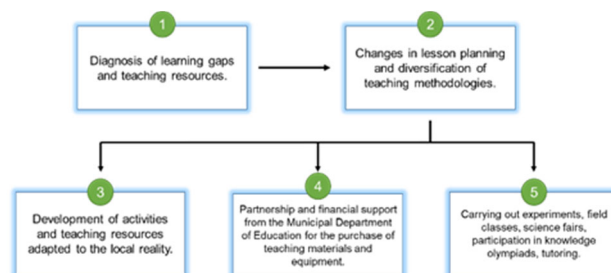 1
Diagnosis of learning gaps
and teaching resources.
2
Changes in lesson planning
and diversification of
teaching methodologies.
3
Development of activities
and teaching resources
adapted to the local reality.
4
Partnership and financial support
from the Municipal Department
of Education for the purchase of
teaching materials and
equipment.
5
Carrying out experiments, field
classes, science fairs,
participation in knowledge
olympiads, tutoring.